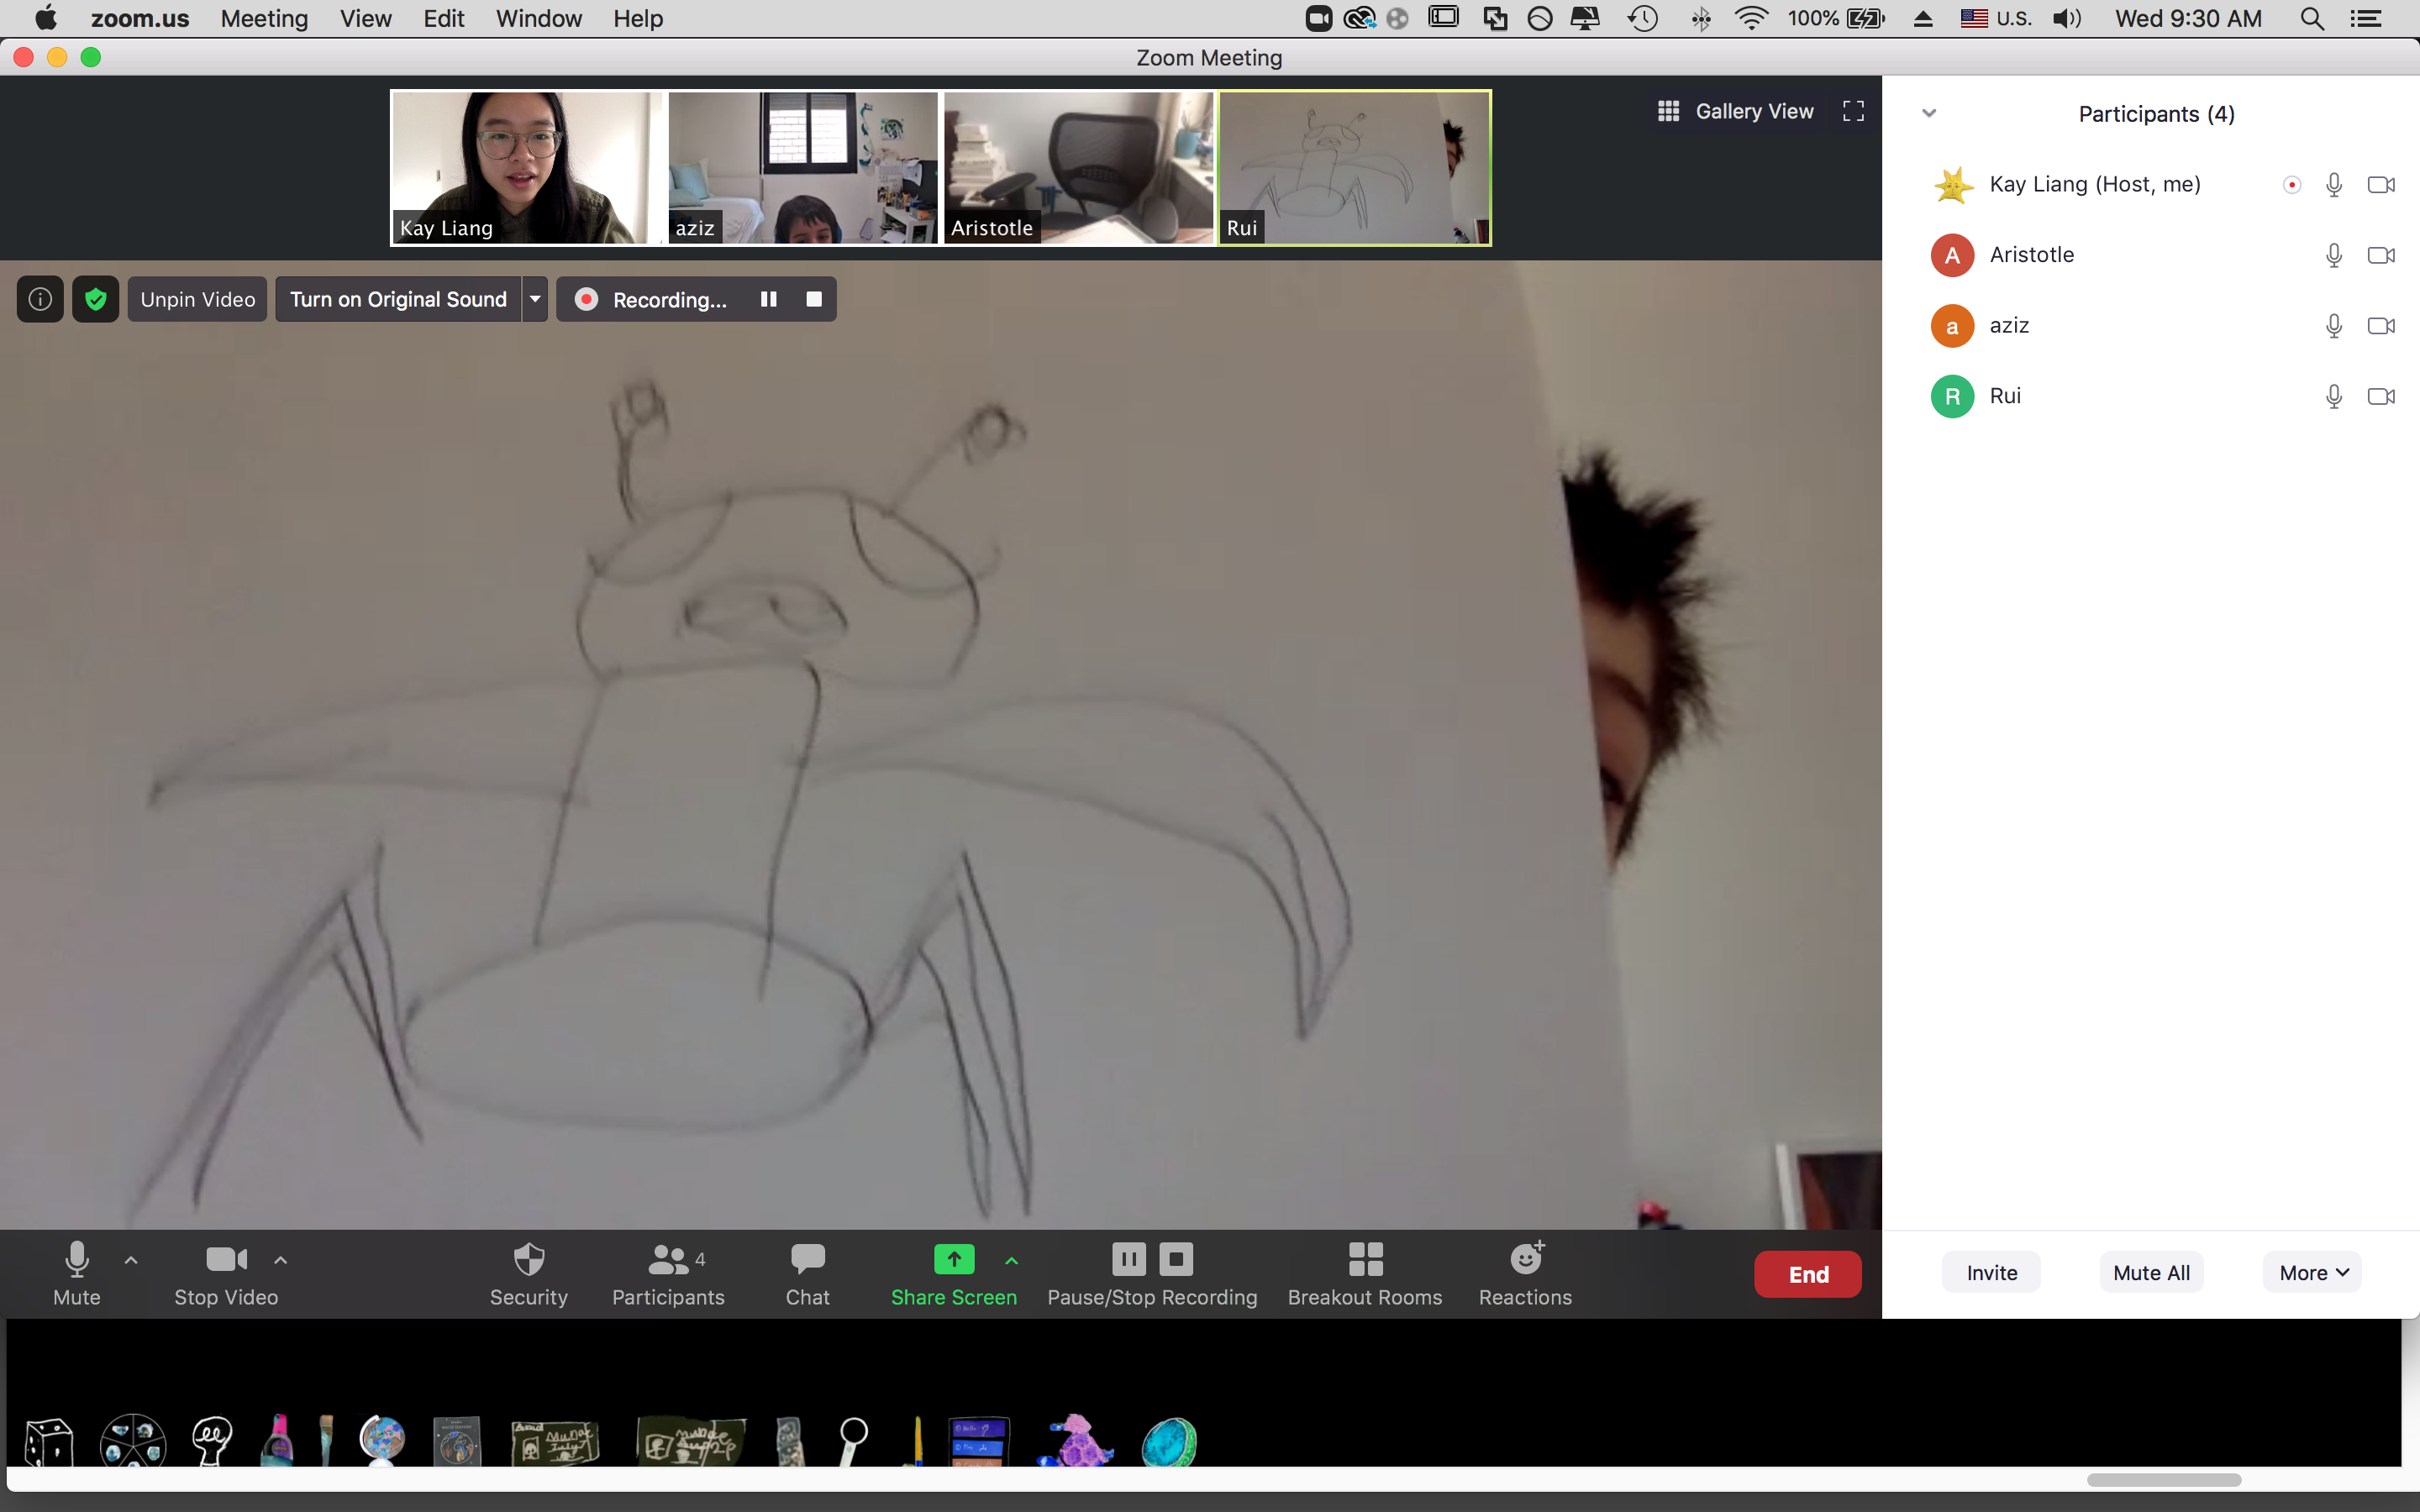 zoom.us Meeting View Edit Window Help 100% U.S. Wed 9:30 AM
Zoom Meeting
Kay Liang
aziz
Aristotle
Rui
Gallery View
Unpin Video
Turn on Original Sound
Recording...
Participants (4)
Kay Liang (Host, me)
A Aristotle
a aziz
R Rui
Mute
Stop Video
Security
4
Participants
Chat
Share Screen
Pause/Stop Recording
Breakout Rooms
Reactions
End
Invite
Mute All
More